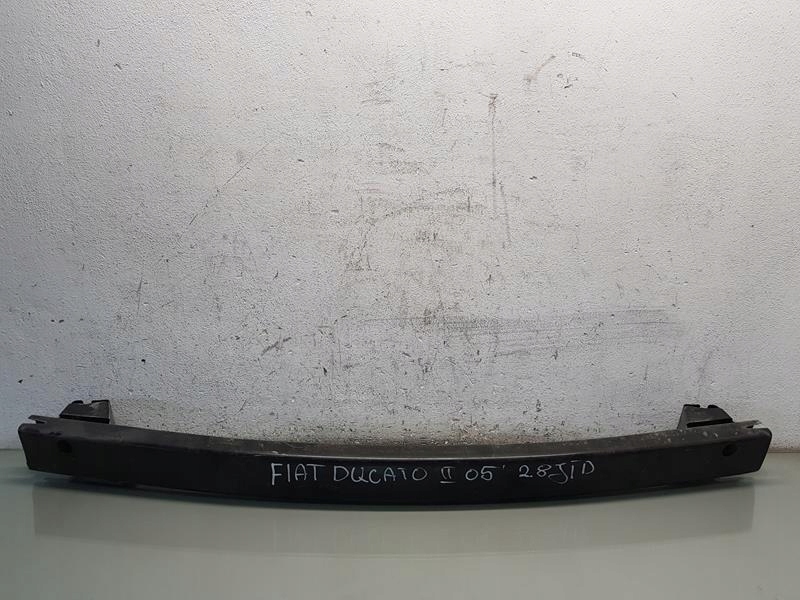 FIAT DUCATO II 05' 2.8JTD